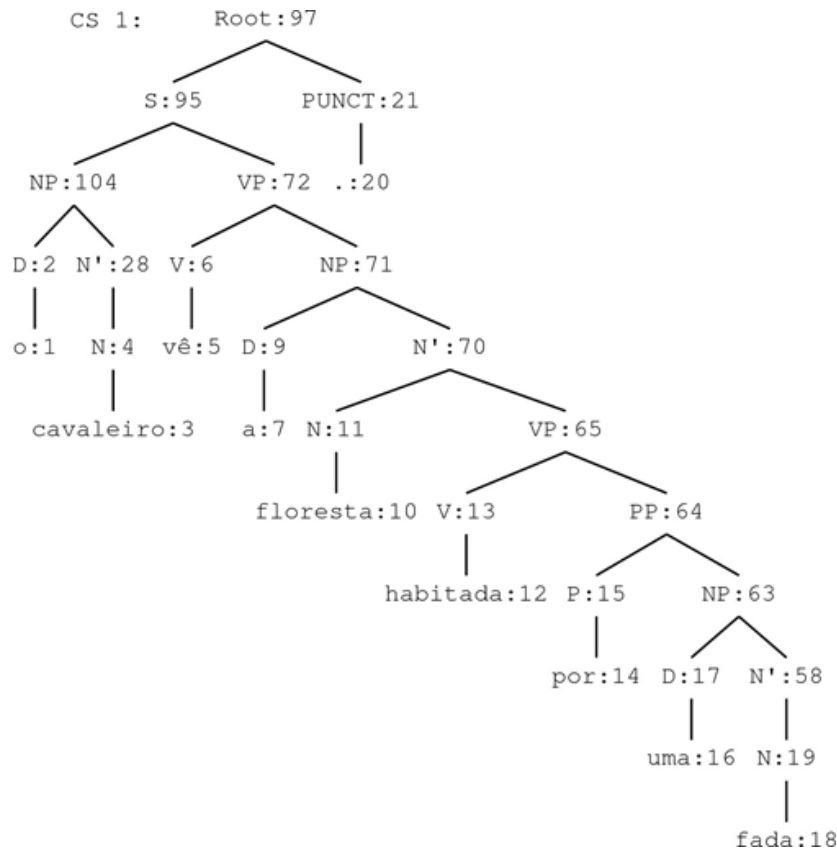 CS 1: Root:97
S:95 PUNCT:21
NP:104 VP:72 .:20
D:2 N':28 V:6 NP:71
o:1 N:4 vê:5 D:9 N':70
cavaleiro:3 a:7 N:11 VP:65
floresta:10 V:13 PP:64
habitada:12 P:15 NP:63
por:14 D:17 N':58
uma:16 N:19
fada:18